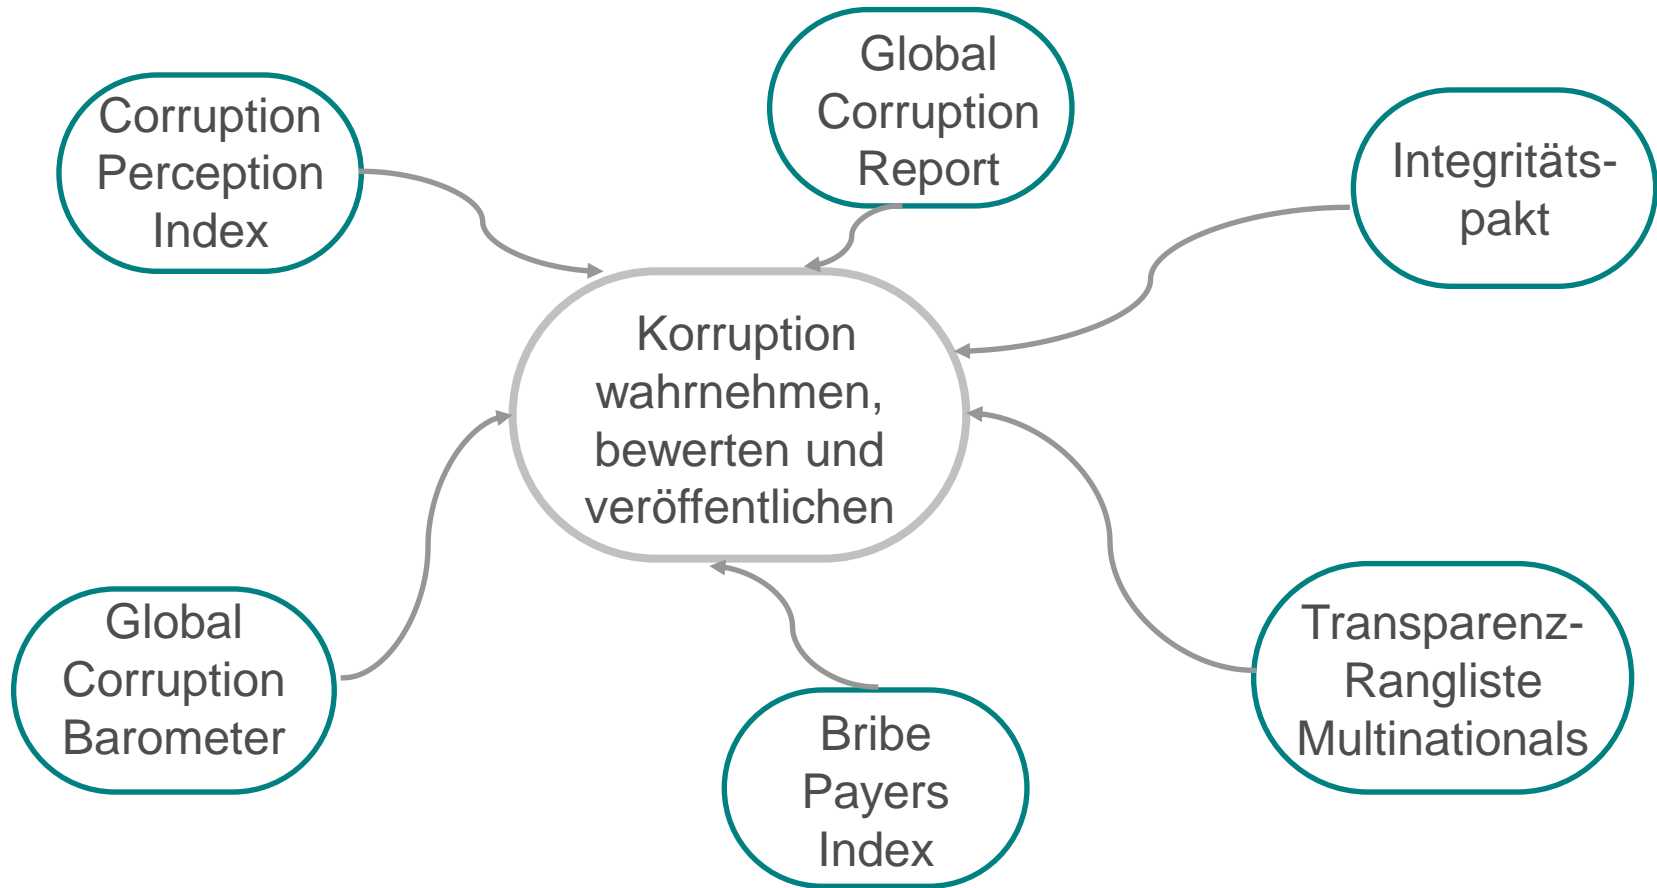 Corruption
Perception
Index
Global
Corruption
Report
Integritäts-
pakt
Korruption
wahrnehmen,
bewerten und
veröffentlichen
Global
Corruption
Barometer
Bribe
Payers
Index
Transparenz-
Rangliste
Multinationals